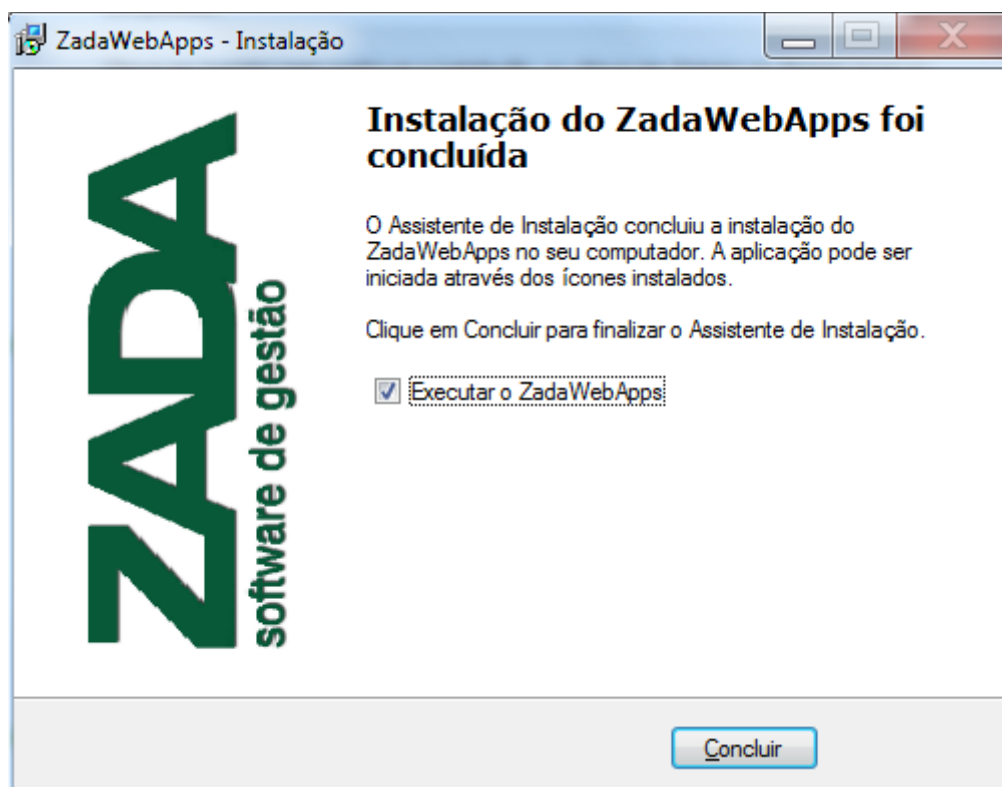 ZadaWebApps - Instalação
ZADA
software de gestão
Instalação do ZadaWebApps foi
concluída
O Assistente de Instalação concluiu a instalação do
ZadaWebApps no seu computador. A aplicação pode ser
iniciada através dos ícones instalados.
Clique em Concluir para finalizar o Assistente de Instalação.
Executar o ZadaWebApps
Concluir